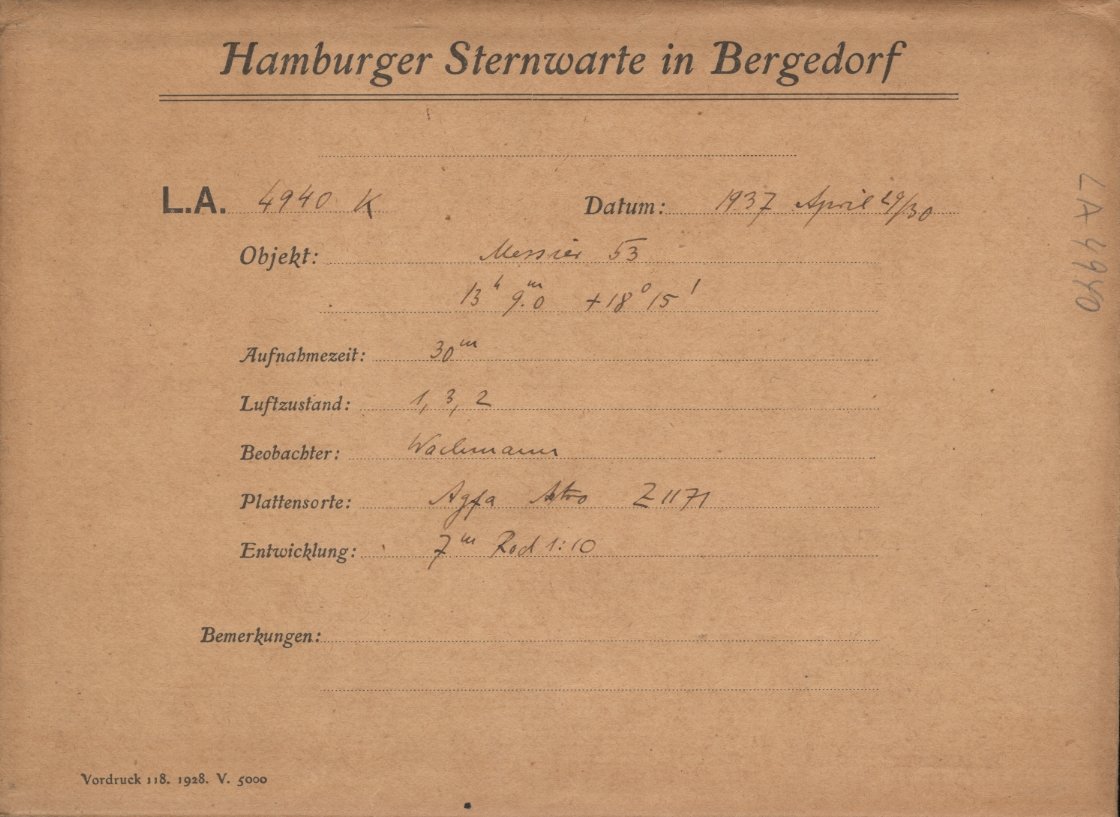 Hamburger Sternwarte in Bergedorf
L.A. 4940 K Datum: 1937 April 29/30
Objekt: Messier 53
13ʰ 9ᵐ.0 +18° 15'
Aufnahmezeit: 30ᵐ
Luftzustand: 1, 3, 2
Beobachter: Wachmann
Plattensorte: Agfa Astro Z1171
Entwicklung: 7ᵐ Rod 1:10
Bemerkungen:
Vordruck 118. 1928. V. 5000
LA 4940